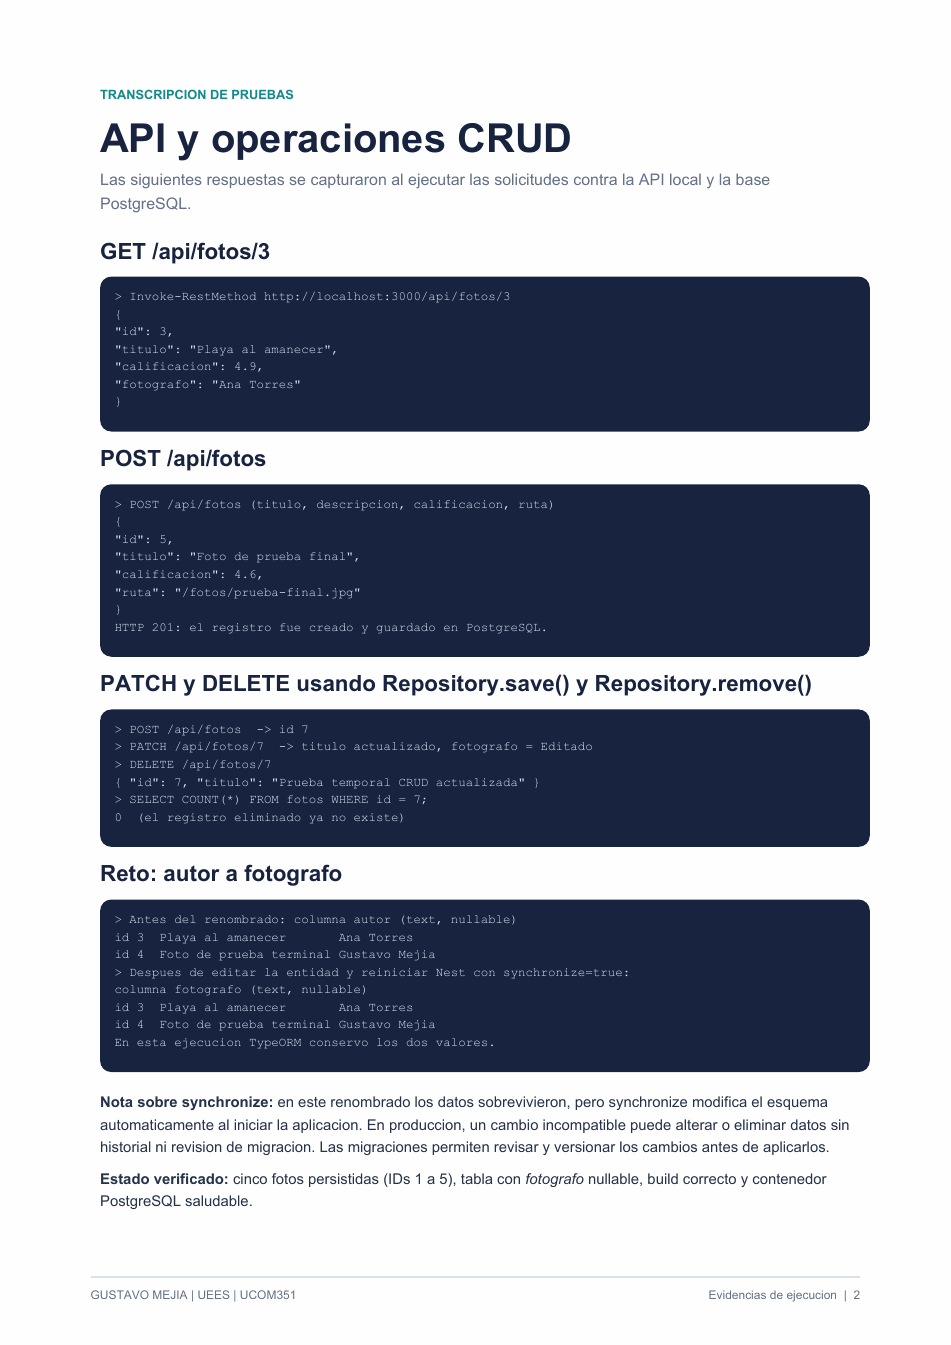 TRANSCRIPCION DE PRUEBAS
API y operaciones CRUD
Las siguientes respuestas se capturaron al ejecutar las solicitudes contra la API local y la base
PostgreSQL.
GET /api/fotos/3
> Invoke-RestMethod http://localhost:3000/api/fotos/3
{
"id": 3,
"titulo": "Playa al amanecer",
"calificacion": 4.9,
"fotografo": "Ana Torres"
}
POST /api/fotos
> POST /api/fotos (titulo, descripcion, calificacion, ruta)
{
"id": 5,
"titulo": "Foto de prueba final",
"calificacion": 4.6,
"ruta": "/fotos/prueba-final.jpg"
}
HTTP 201: el registro fue creado y guardado en PostgreSQL.
PATCH y DELETE usando Repository.save() y Repository.remove()
> POST /api/fotos  -> id 7
> PATCH /api/fotos/7  -> titulo actualizado, fotografo = Editado
> DELETE /api/fotos/7
{ "id": 7, "titulo": "Prueba temporal CRUD actualizada" }
> SELECT COUNT(*) FROM fotos WHERE id = 7;
0  (el registro eliminado ya no existe)
Reto: autor a fotografo
> Antes del renombrado: columna autor (text, nullable)
id 3  Playa al amanecer       Ana Torres
id 4  Foto de prueba terminal Gustavo Mejia
> Despues de editar la entidad y reiniciar Nest con synchronize=true:
columna fotografo (text, nullable)
id 3  Playa al amanecer       Ana Torres
id 4  Foto de prueba terminal Gustavo Mejia
En esta ejecucion TypeORM conservo los dos valores.
Nota sobre synchronize: en este renombrado los datos sobrevivieron, pero synchronize modifica el esquema
automaticamente al iniciar la aplicacion. En produccion, un cambio incompatible puede alterar o eliminar datos sin
historial ni revision de migracion. Las migraciones permiten revisar y versionar los cambios antes de aplicarlos.
Estado verificado: cinco fotos persistidas (IDs 1 a 5), tabla con fotografo nullable, build correcto y contenedor
PostgreSQL saludable.
GUSTAVO MEJIA | UEES | UCOM351
Evidencias de ejecucion | 2